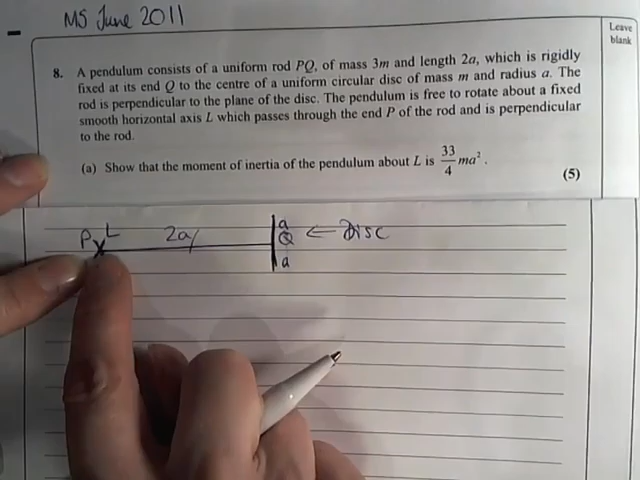 M5 June 2011
Leave
blank
8. A pendulum consists of a uniform rod PQ, of mass 3m and length 2a, which is rigidly
fixed at its end Q to the centre of a uniform circular disc of mass m and radius a. The
rod is perpendicular to the plane of the disc. The pendulum is free to rotate about a fixed
smooth horizontal axis L which passes through the end P of the rod and is perpendicular
to the rod.
(a) Show that the moment of inertia of the pendulum about L is 33/4 ma².
(5)
P L 2a a
Q ← Disc
a